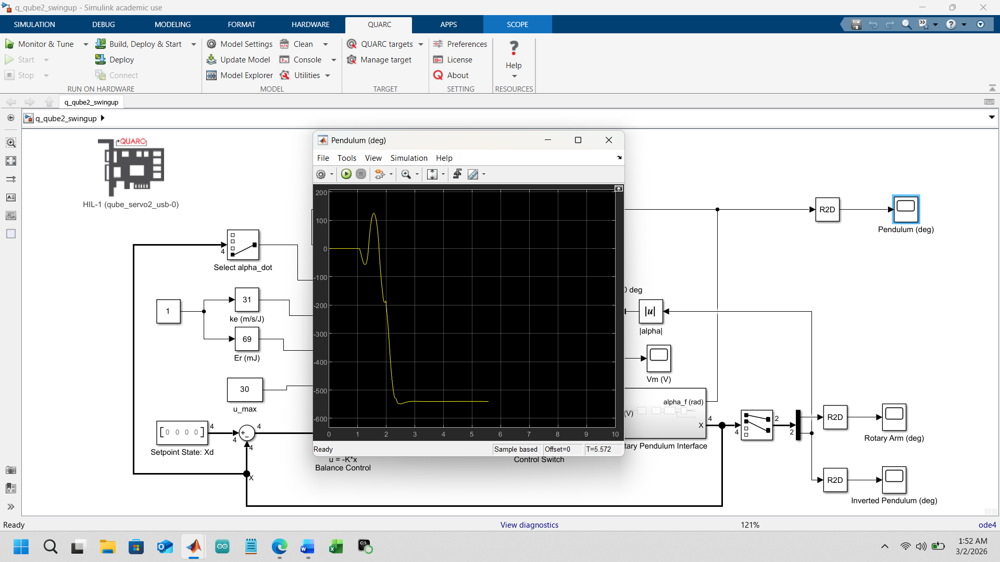 q_qube2_swingup - Simulink academic use
SIMULATION
DEBUG
MODELING
FORMAT
HARDWARE
QUARC
APPS
SCOPE
Monitor & Tune
Build, Deploy & Start
Model Settings
Clean
QUARC targets
Preferences
Start
Deploy
Update Model
Console
Manage target
License
Help
Stop
Connect
Model Explorer
Utilities
About
RUN ON HARDWARE
MODEL
TARGET
SETTING
RESOURCES
q_qube2_swingup
q_qube2_swingup
QUARC
HIL-1 (qube_servo2_usb-0)
4
Select alpha_dot
1
31
ke (m/s/J)
69
Er (mJ)
30
u_max
[0 0 0 0]
4
4
4
4
Setpoint State: Xd
X
Pendulum (deg)
File
Tools
View
Simulation
Help
200
100
0
-100
-200
-300
-400
-500
-600
0
1
2
3
4
5
6
7
8
9
10
Ready
Sample based
Offset=0
T=5.572
u = -K*x
Balance Control
Control Switch
R2D
Pendulum (deg)
0 deg
|u|
|alpha|
Vm (V)
alpha_f (rad)
(V)
X
4
4
2
2
tary Pendulum Interface
R2D
Rotary Arm (deg)
R2D
Inverted Pendulum (deg)
Ready
View diagnostics
121%
ode4
1:52 AM
3/2/2026